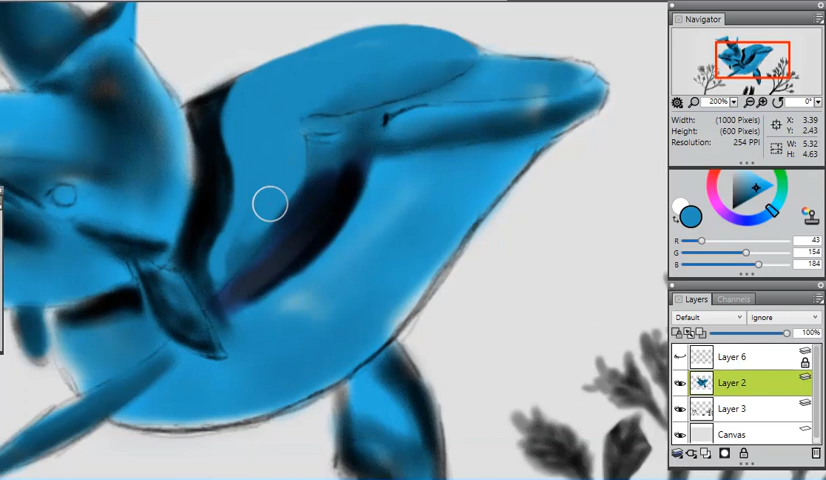 Navigator
200%
0°
Width: (1000 Pixels)
Height: (600 Pixels)
Resolution: 254 PPI
X: 3.39
Y: 2.43
W: 5.32
H: 4.63
R 43
G 154
B 184
Layers Channels
Default Ignore
100%
Layer 6
Layer 2
Layer 3
Canvas